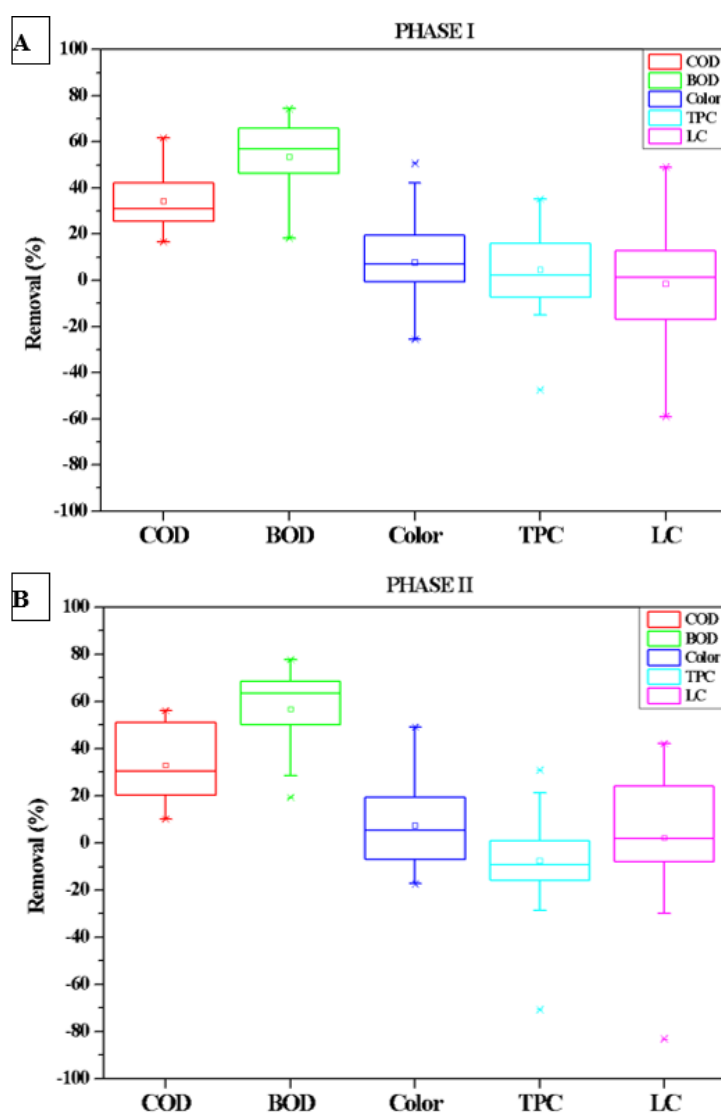 A
PHASE I
COD
BOD
Color
TPC
LC
100
80
60
40
20
0
-20
-40
-60
-80
-100
Removal (%)
COD BOD Color TPC LC
B
PHASE II
COD
BOD
Color
TPC
LC
100
80
60
40
20
0
-20
-40
-60
-80
-100
Removal (%)
COD BOD Color TPC LC